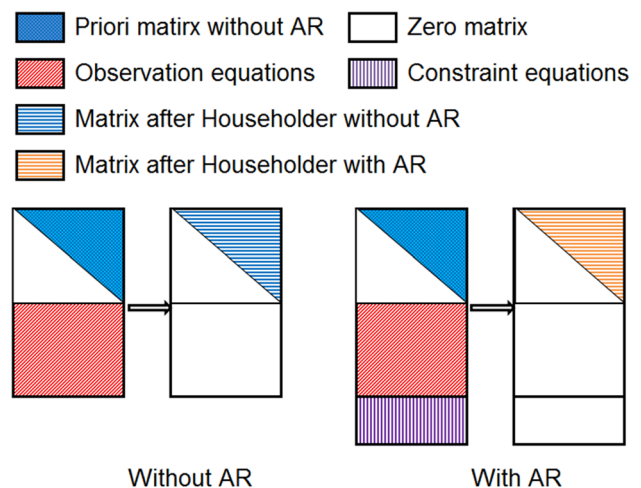 Priori matirx without AR
Zero matrix
Observation equations
Constraint equations
Matrix after Householder without AR
Matrix after Householder with AR
Without AR
With AR